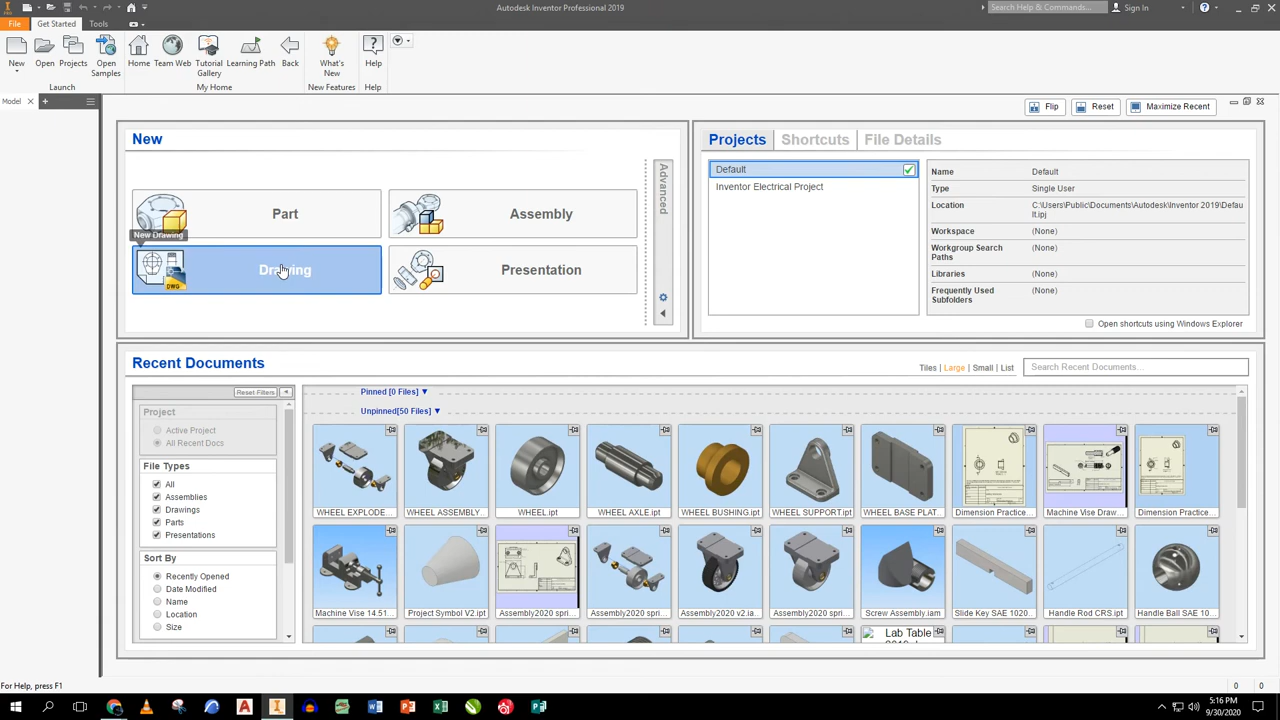 PRO
Autodesk Inventor Professional 2019
Search Help & Commands...
Sign In
File
Get Started
Tools
New
Open
Projects
Open Samples
Home
Team Web
Tutorial Gallery
Learning Path
Back
What's New
Help
Launch
My Home
New Features
Help
Model
Flip
Reset
Maximize Recent
New
Part
Assembly
New Drawing
DWG
Drawing
Presentation
Advanced
Projects
Shortcuts
File Details
Default
Inventor Electrical Project
Name Default
Type Single User
Location C:\Users\Public\Documents\Autodesk\Inventor 2019\Defau
lt.ipj
Workspace (None)
Workgroup Search Paths (None)
Libraries (None)
Frequently Used Subfolders (None)
Open shortcuts using Windows Explorer
Recent Documents
Tiles | Large | Small | List
Search Recent Documents...
Reset Filters
Project
Active Project
All Recent Docs
File Types
All
Assemblies
Drawings
Parts
Presentations
Sort By
Recently Opened
Date Modified
Name
Location
Size
Pinned [0 Files]
Unpinned[50 Files]
WHEEL EXPLODE...
WHEEL ASSEMBLY...
WHEEL.ipt
WHEEL AXLE.ipt
WHEEL BUSHING.ipt
WHEEL SUPPORT.ipt
WHEEL BASE PLAT...
Dimension Practice...
Machine Vise Draw...
Dimension Practice...
Machine Vise 14.51...
Project Symbol V2.ipt
Assembly2020 spri...
Assembly2020 spri...
Assembly2020 v2.ia...
Assembly2020 spri...
Screw Assembly.iam
Slide Key SAE 1020...
Handle Rod CRS.ipt
Handle Ball SAE 10...
Lab Table
For Help, press F1
0
0
5:16 PM
9/30/2020